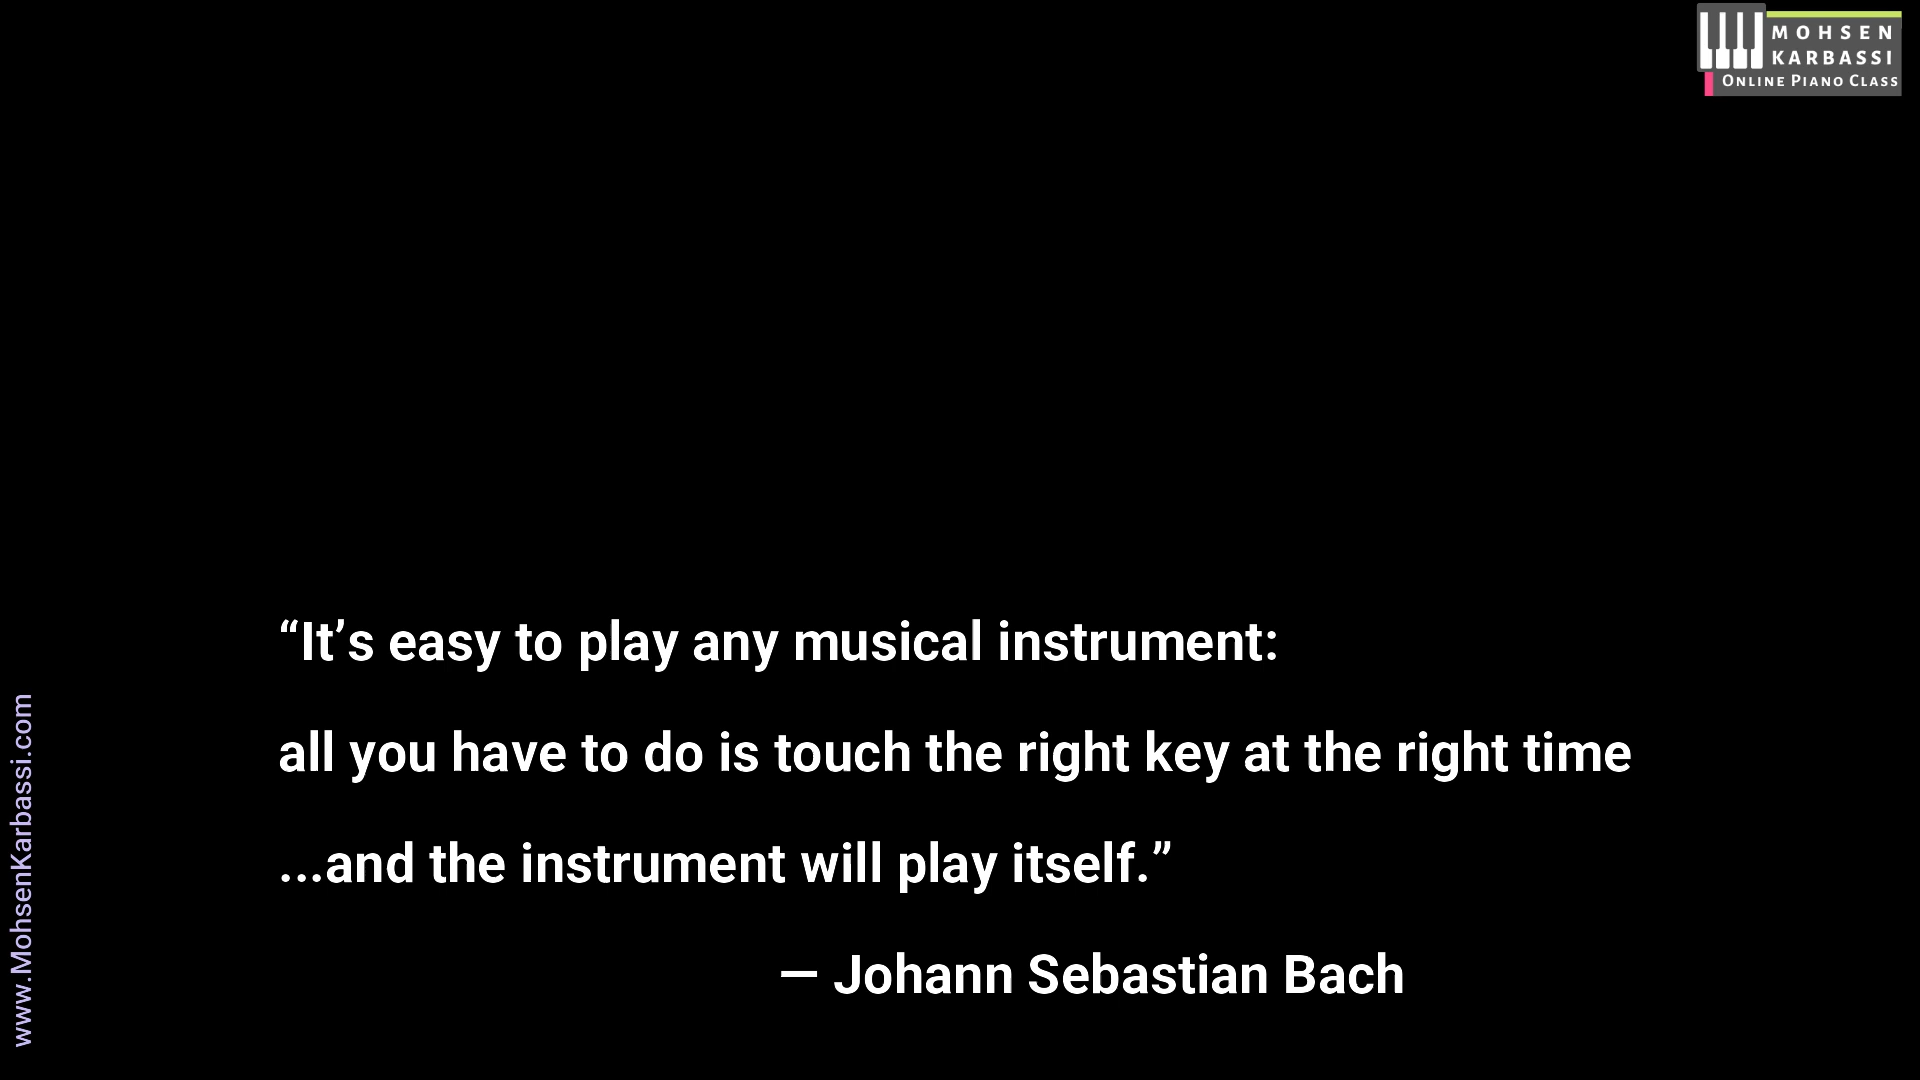 MOHSEN
KARBASSI
ONLINE PIANO CLASS
“It’s easy to play any musical instrument:
all you have to do is touch the right key at the right time
...and the instrument will play itself.”
— Johann Sebastian Bach
www.MohsenKarbassi.com